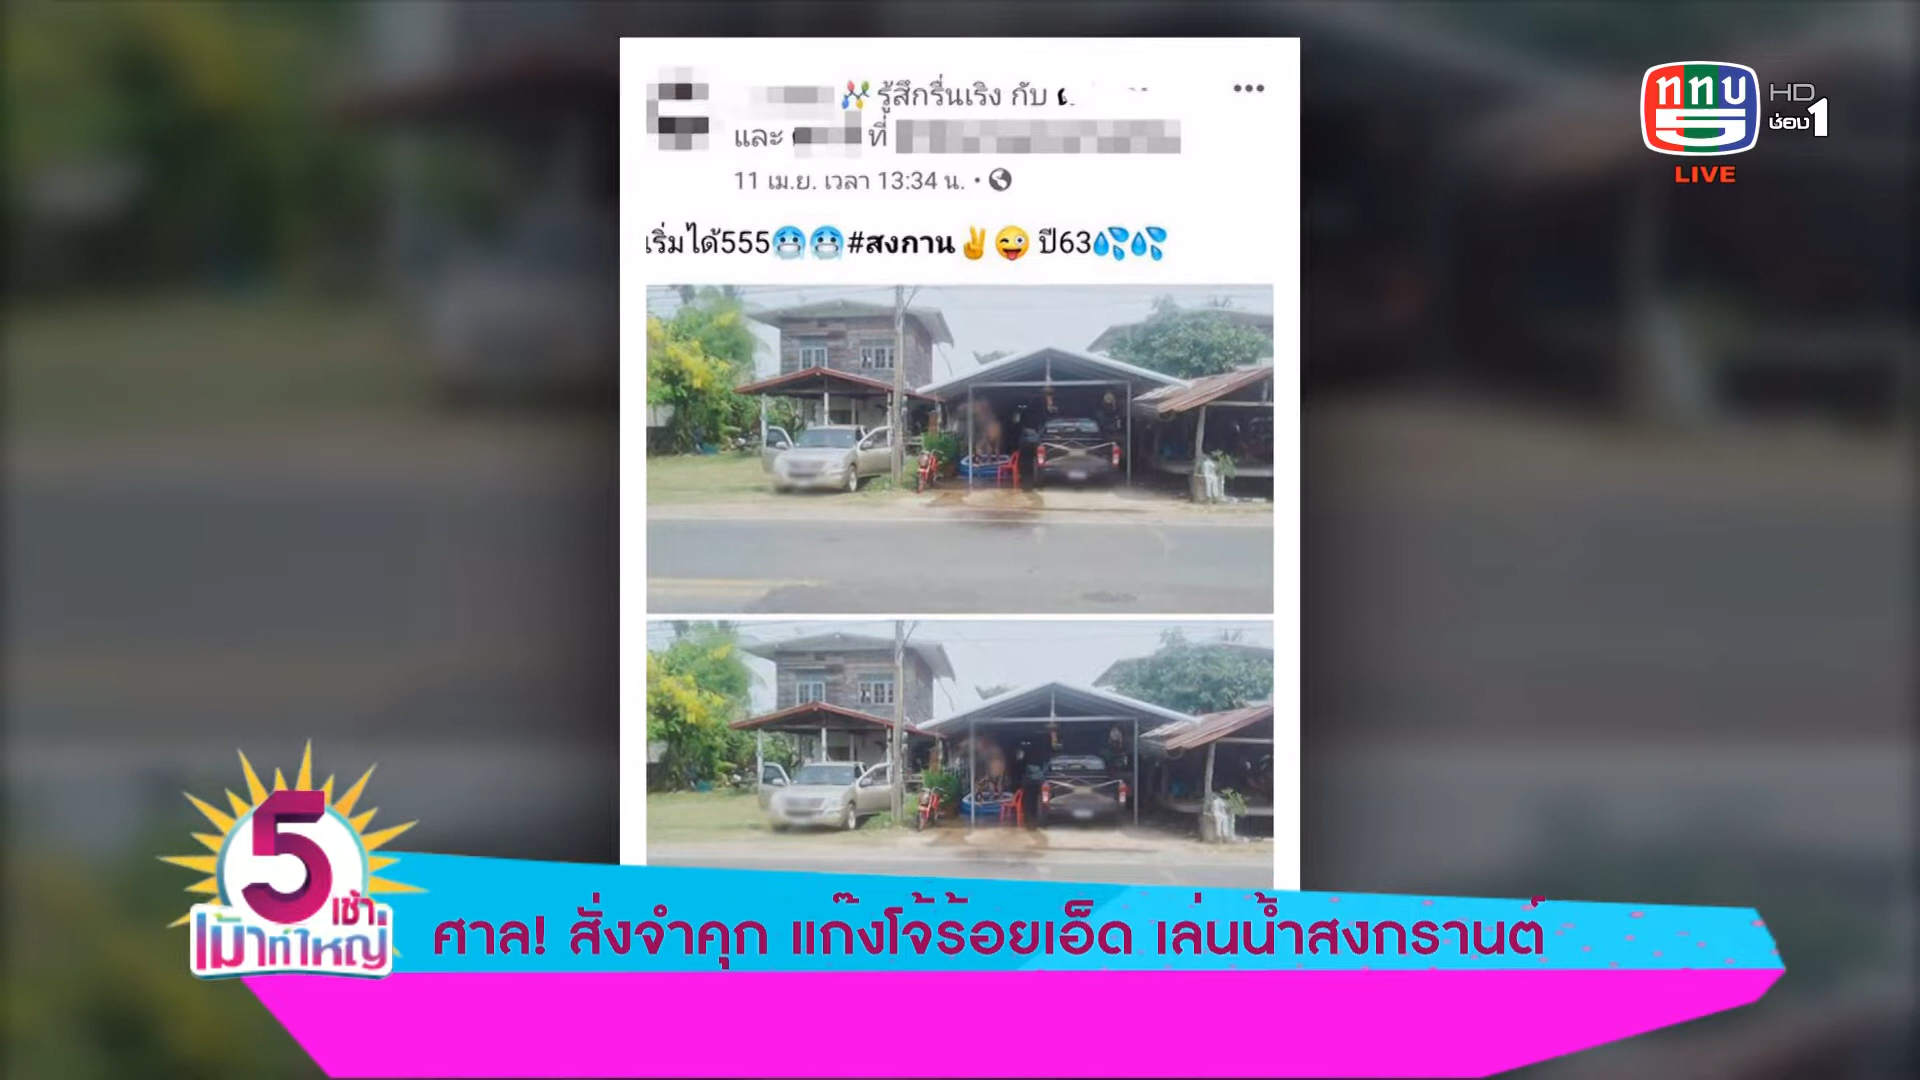 รู้สึกรื่นเริง กับ
และ ที่
11 เม.ย. เวลา 13:34 น.
เริ่มได้555 #สงกาน ปี63
ททบ 5 HD
ช่อง1
LIVE
5
เช้า
เม้าท์ใหญ่
ศาล! สั่งจำคุก แก๊งโจ้ร้อยเอ็ด เล่นน้ำสงกรานต์